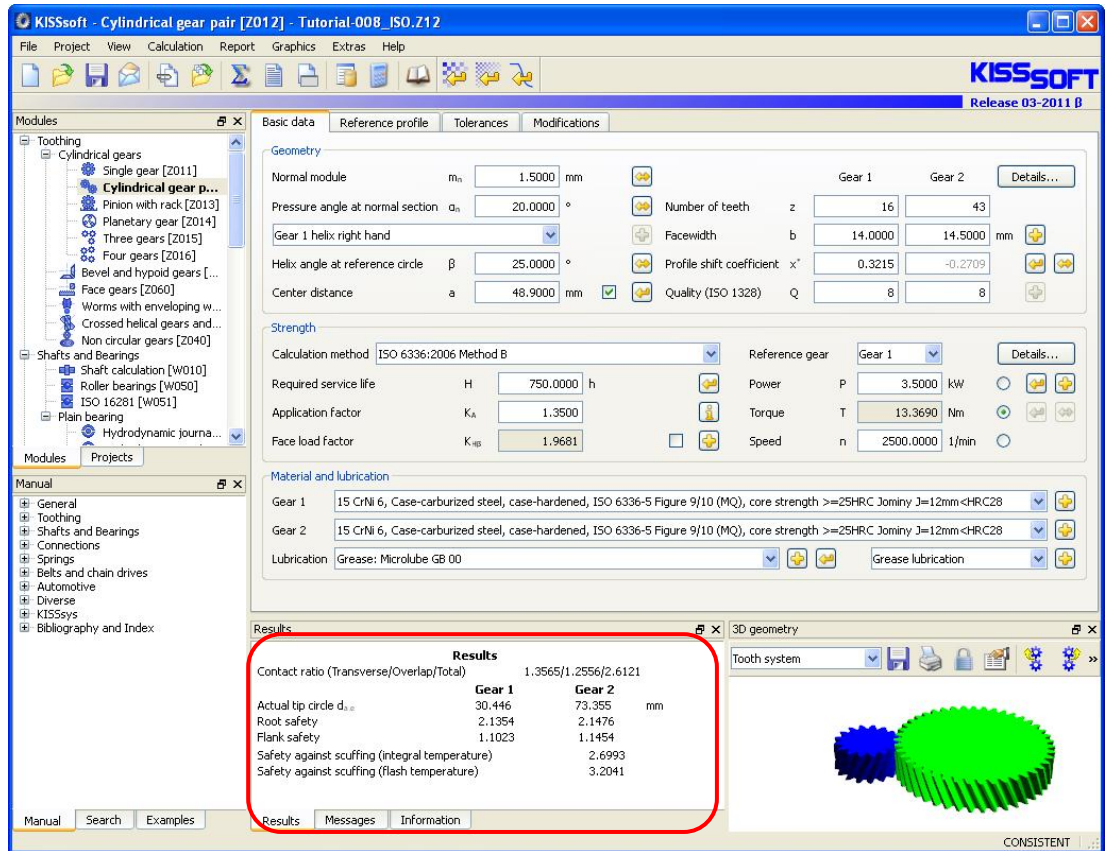 KISSsoft - Cylindrical gear pair [Z012] - Tutorial-008_ISO.Z12
File Project View Calculation Report Graphics Extras Help
KISSSOFT
Release 03-2011 β
Modules
Toothing
Cylindrical gears
Single gear [Z011]
Cylindrical gear p...
Pinion with rack [Z013]
Planetary gear [Z014]
Three gears [Z015]
Four gears [Z016]
Bevel and hypoid gears [...
Face gears [Z060]
Worms with enveloping w...
Crossed helical gears and...
Non circular gears [Z040]
Shafts and Bearings
Shaft calculation [W010]
Roller bearings [W050]
ISO 16281 [W051]
Plain bearing
Hydrodynamic journa...
Modules Projects
Manual
General
Toothing
Shafts and Bearings
Connections
Springs
Belts and chain drives
Automotive
Diverse
KISSsys
Bibliography and Index
Manual Search Examples
Basic data Reference profile Tolerances Modifications
Geometry
Normal module mn 1.5000 mm Gear 1 Gear 2 Details...
Pressure angle at normal section αn 20.0000 ° Number of teeth z 16 43
Gear 1 helix right hand Facewidth b 14.0000 14.5000 mm
Helix angle at reference circle β 25.0000 ° Profile shift coefficient x* 0.3215 -0.2709
Center distance a 48.9000 mm Quality (ISO 1328) Q 8 8
Strength
Calculation method ISO 6336:2006 Method B Reference gear Gear 1 Details...
Required service life H 750.0000 h Power P 3.5000 kW
Application factor KA 1.3500 Torque T 13.3690 Nm
Face load factor KHβ 1.9681 Speed n 2500.0000 1/min
Material and lubrication
Gear 1 15 CrNi 6, Case-carburized steel, case-hardened, ISO 6336-5 Figure 9/10 (MQ), core strength >=25HRC Jominy J=12mm<HRC28
Gear 2 15 CrNi 6, Case-carburized steel, case-hardened, ISO 6336-5 Figure 9/10 (MQ), core strength >=25HRC Jominy J=12mm<HRC28
Lubrication Grease: Microlube GB 00 Grease lubrication
Results
Results
Contact ratio (Transverse/Overlap/Total) 1.3565/1.2556/2.6121
Gear 1 Gear 2
Actual tip circle da.e 30.446 73.355 mm
Root safety 2.1354 2.1476
Flank safety 1.1023 1.1454
Safety against scuffing (integral temperature) 2.6993
Safety against scuffing (flash temperature) 3.2041
Results Messages Information
3D geometry
Tooth system »
CONSISTENT